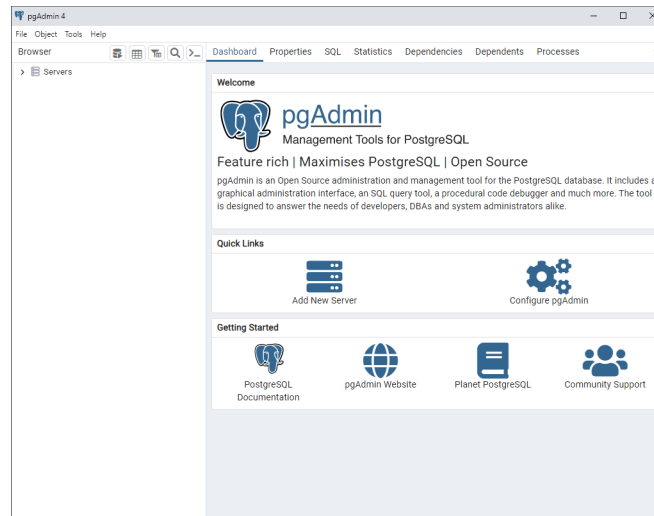 pgAdmin 4
File Object Tools Help
Browser
Dashboard Properties SQL Statistics Dependencies Dependents Processes
Servers
Welcome
pgAdmin
Management Tools for PostgreSQL
Feature rich | Maximises PostgreSQL | Open Source
pgAdmin is an Open Source administration and management tool for the PostgreSQL database. It includes a
graphical administration interface, an SQL query tool, a procedural code debugger and much more. The tool
is designed to answer the needs of developers, DBAs and system administrators alike.
Quick Links
Add New Server
Configure pgAdmin
Getting Started
PostgreSQL
Documentation
pgAdmin Website
Planet PostgreSQL
Community Support